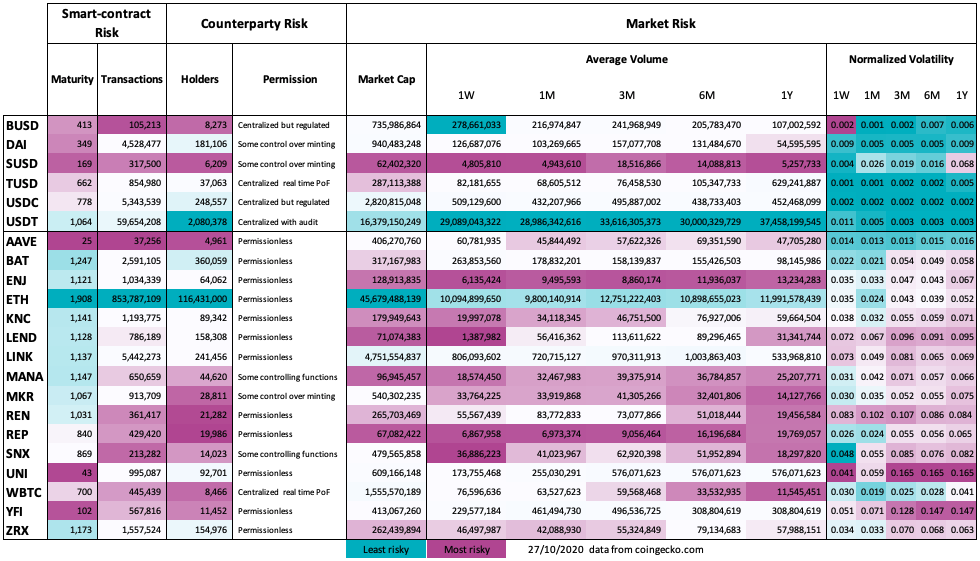 Smart-contract Risk Counterparty Risk Market Risk
Maturity Transactions Holders Permission Market Cap Average Volume Normalized Volatility
1W 1M 3M 6M 1Y 1W 1M 3M 6M 1Y
BUSD 413 105,213 8,273 Centralized but regulated 735,986,864 278,661,033 216,974,847 241,968,949 205,783,470 107,002,592 0.002 0.001 0.002 0.007 0.006
DAI 349 4,528,477 181,106 Some control over minting 940,483,248 126,687,076 103,269,665 157,077,708 131,484,670 54,595,595 0.009 0.005 0.005 0.005 0.009
SUSD 169 317,500 6,209 Some control over minting 62,402,320 4,805,810 4,943,610 18,516,866 14,088,813 5,257,733 0.004 0.026 0.019 0.016 0.068
TUSD 662 854,980 37,063 Centralized real time PoF 287,113,388 82,181,655 68,605,512 76,458,530 105,347,733 629,241,887 0.001 0.001 0.002 0.002 0.005
USDC 778 5,343,539 248,557 Centralized but regulated 2,820,815,048 509,129,600 432,207,966 495,887,002 433,738,403 452,468,099 0.002 0.001 0.002 0.002 0.003
USDT 1,064 59,654,208 2,080,378 Centralized with audit 16,379,150,249 29,089,043,322 28,986,342,616 33,616,305,373 30,000,329,729 37,458,199,545 0.011 0.005 0.003 0.003 0.003
AAVE 25 37,256 4,961 Permissionless 406,270,760 60,781,935 45,844,492 57,622,326 69,351,590 47,705,280 0.014 0.013 0.013 0.015 0.016
BAT 1,247 2,591,105 360,059 Permissionless 317,167,983 263,853,560 178,832,201 158,139,837 155,426,503 98,145,986 0.022 0.021 0.054 0.049 0.058
ENJ 1,121 1,034,339 64,062 Permissionless 128,913,835 6,135,424 9,495,593 8,860,174 11,936,037 13,234,283 0.035 0.033 0.047 0.043 0.067
ETH 1,908 853,787,109 116,431,000 Permissionless 45,679,488,139 10,094,899,650 9,800,140,914 12,751,222,403 10,898,655,023 11,991,578,439 0.035 0.024 0.043 0.039 0.052
KNC 1,141 1,193,775 89,342 Permissionless 179,949,643 19,997,078 34,118,345 46,751,500 76,927,006 59,664,504 0.038 0.032 0.055 0.059 0.071
LEND 1,128 786,189 158,308 Permissionless 71,074,383 1,387,982 56,416,362 113,611,622 89,296,465 31,341,744 0.072 0.067 0.096 0.091 0.095
LINK 1,137 5,442,273 241,456 Permissionless 4,751,554,837 806,093,602 720,715,127 970,311,913 1,003,863,403 533,968,810 0.073 0.049 0.081 0.065 0.069
MANA 1,147 650,659 44,620 Some controlling functions 96,945,457 18,574,450 32,467,983 39,375,914 36,784,857 25,207,771 0.031 0.042 0.071 0.057 0.066
MKR 1,067 913,709 28,811 Some control over minting 540,302,235 33,764,225 33,919,868 41,305,266 32,401,806 14,127,766 0.030 0.035 0.052 0.055 0.075
REN 1,031 361,417 21,282 Permissionless 265,703,469 55,567,439 83,772,833 73,077,866 51,018,444 19,456,584 0.083 0.102 0.107 0.086 0.084
REP 840 429,420 19,986 Permissionless 67,082,422 6,867,958 6,973,374 9,056,464 16,196,684 19,769,057 0.026 0.024 0.055 0.056 0.065
SNX 869 213,282 14,023 Some controlling functions 479,565,858 36,886,223 41,023,967 62,920,398 51,952,894 18,297,820 0.048 0.055 0.085 0.076 0.082
UNI 43 995,087 92,701 Permissionless 609,166,148 173,755,468 255,030,291 576,071,623 576,071,623 576,071,623 0.041 0.059 0.165 0.165 0.165
WBTC 700 445,439 8,466 Centralized real time PoF 1,555,570,189 76,596,636 63,527,623 59,568,468 33,532,935 11,545,451 0.030 0.019 0.025 0.028 0.041
YFI 102 567,816 11,452 Permissionless 413,067,260 229,577,184 461,494,730 496,536,725 308,804,619 308,804,619 0.051 0.071 0.128 0.147 0.147
ZRX 1,173 1,557,524 154,976 Permissionless 262,439,894 46,497,987 42,088,930 55,324,849 79,134,683 57,988,151 0.034 0.033 0.070 0.068 0.063
Least risky Most risky 27/10/2020 data from coingecko.com